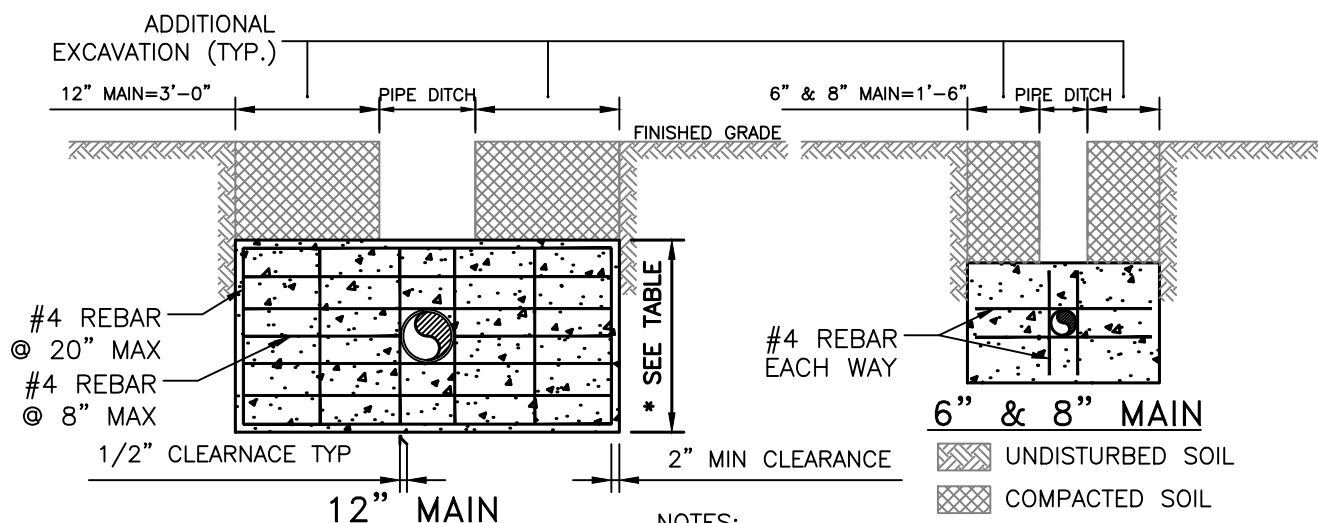 ADDITIONAL
EXCAVATION (TYP.)
12" MAIN=3'-0"
PIPE DITCH
6" & 8" MAIN=1'-6"
PIPE DITCH
FINISHED GRADE
#4 REBAR
@ 20" MAX
#4 REBAR
@ 8" MAX
* SEE TABLE
#4 REBAR
EACH WAY
6" & 8" MAIN
1/2" CLEARNACE TYP
2" MIN CLEARANCE
UNDISTURBED SOIL
COMPACTED SOIL
12" MAIN
NOTES: